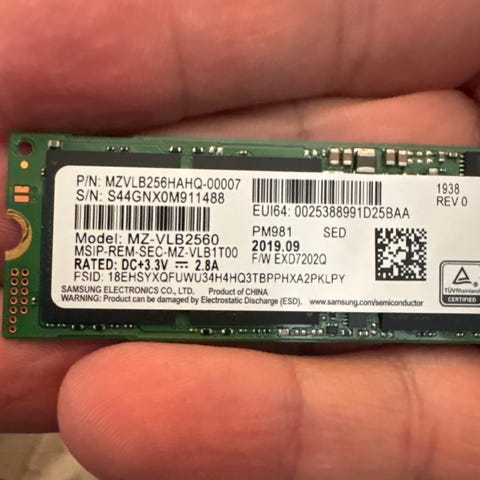 P/N: MZVLB256HAHQ-00007
S/N: S44GNX0M911488
EUI64: 0025388991D25BAA
1938
REV 0
Model: MZ-VLB2560
PM981 SED
MSIP-REM-SEC-MZ-VLB1T00
2019.09
RATED: DC+3.3V ⎓ 2.8A
F/W EXD7202Q
PSID: 18EHSYXQFUWU34H4HQ3TBPPHXA2PKLPY
SAMSUNG ELECTRONICS CO., LTD. Product of CHINA
WARNING: Product can be damaged by Electrostatic Discharge (ESD). www.samsung.com/semiconductor
TÜVRheinland
CERTIFIED